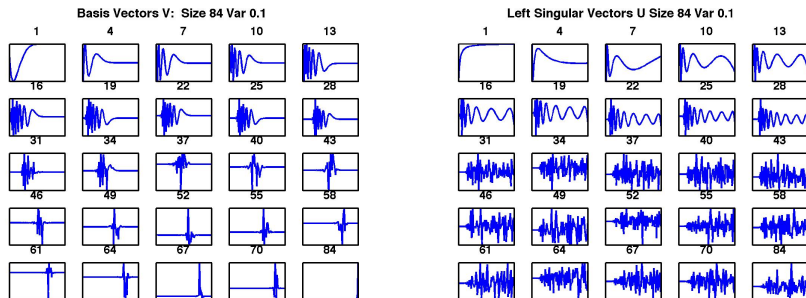 Basis Vectors V: Size 84 Var 0.1
1 4 7 10 13
16 19 22 25 28
31 34 37 40 43
46 49 52 55 58
61 64 67 70 84
Left Singular Vectors U Size 84 Var 0.1
1 4 7 10 13
16 19 22 25 28
31 34 37 40 43
46 49 52 55 58
61 64 67 70 84